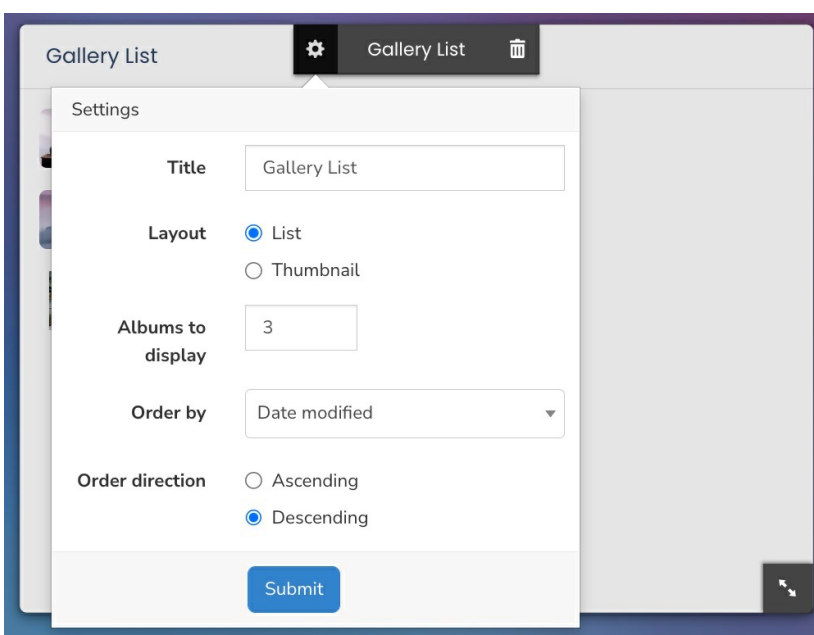 Gallery List
Gallery List
Settings
Title
Gallery List
Layout
List
Thumbnail
Albums to
display
3
Order by
Date modified
Order direction
Ascending
Descending
Submit